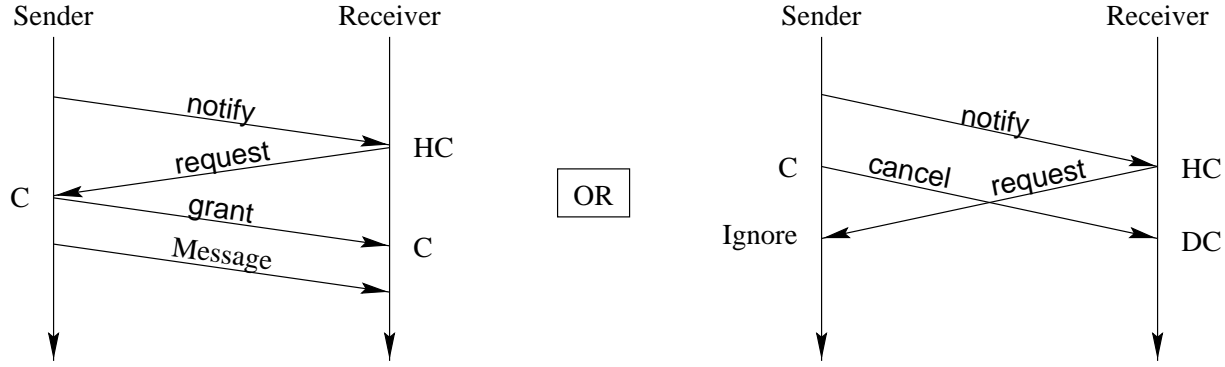 Sender
Receiver
notify
HC
request
C
grant
C
Message
OR
Sender
Receiver
notify
C
cancel
request
HC
Ignore
DC